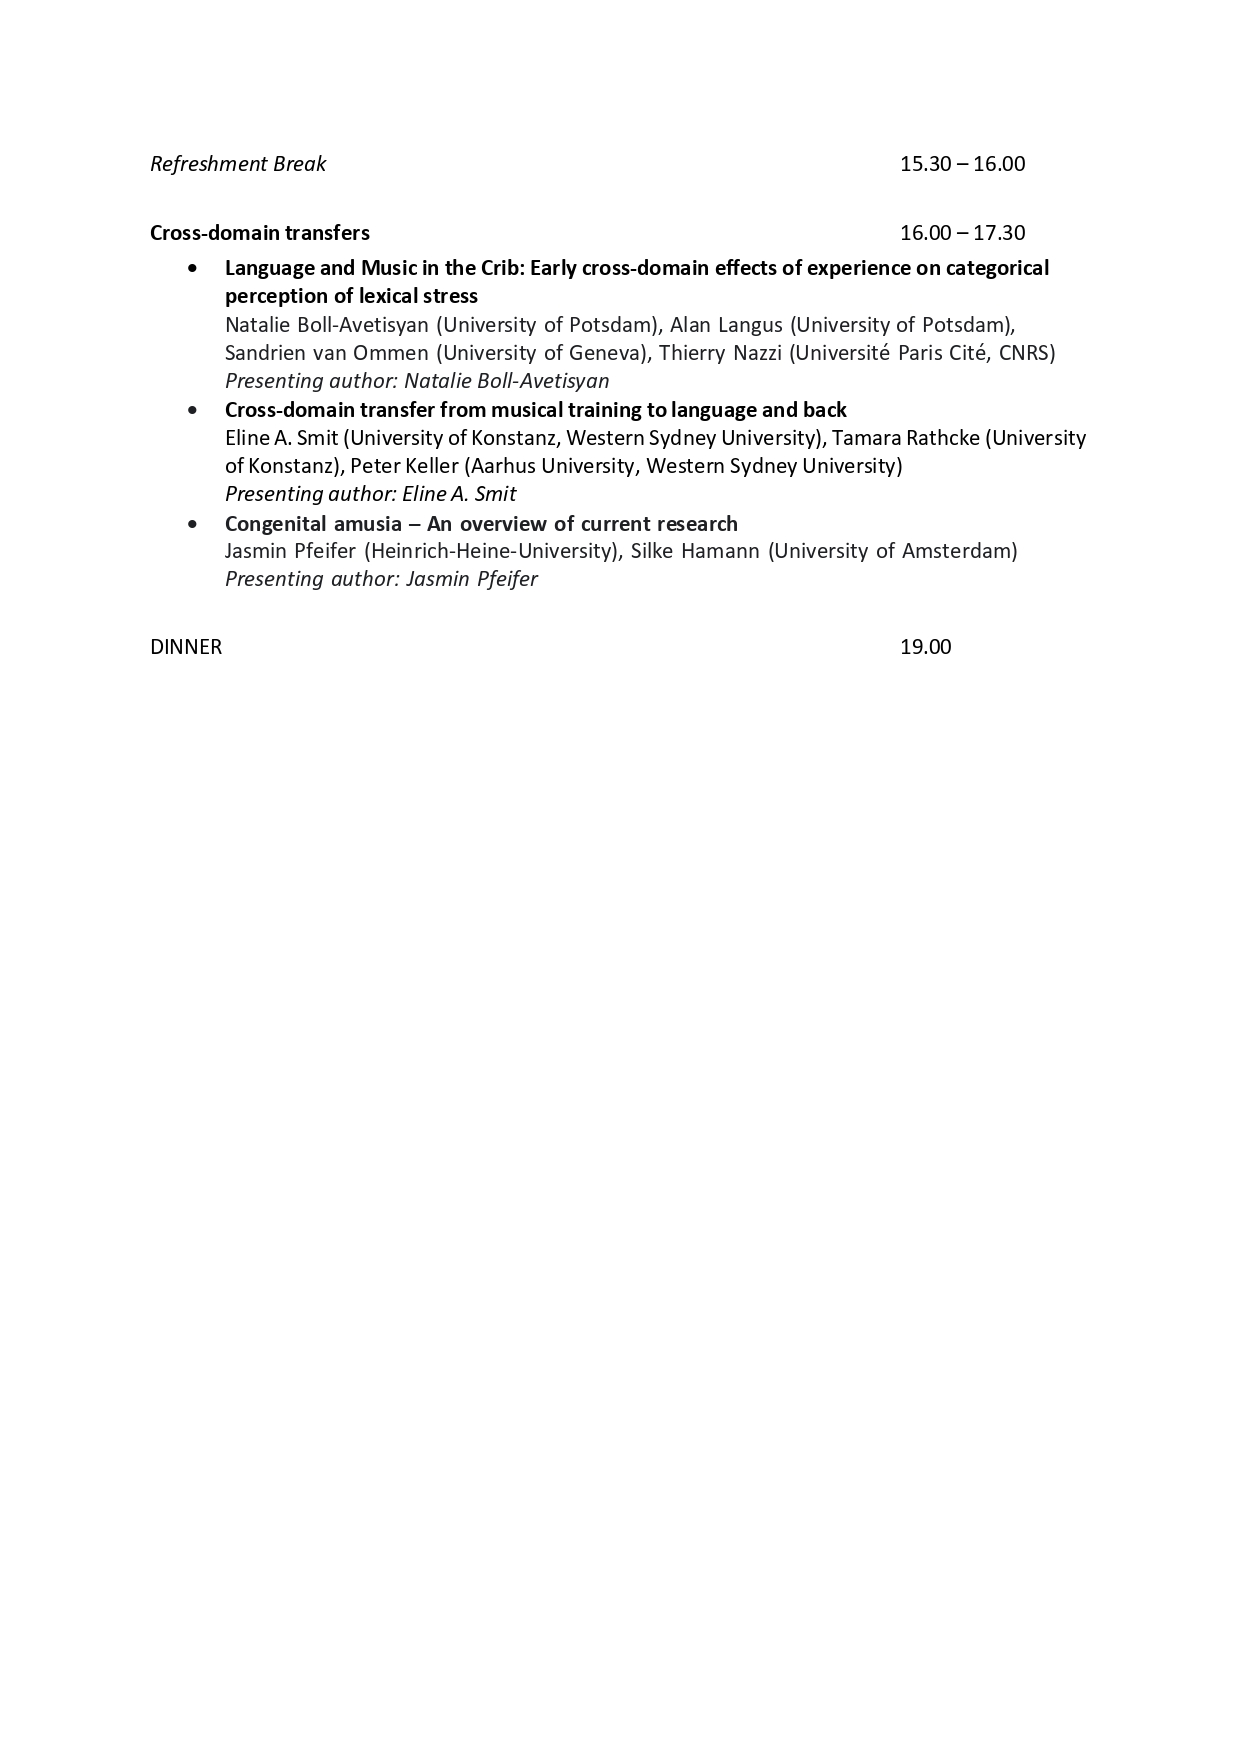 Refreshment Break 15.30 – 16.00
Cross-domain transfers 16.00 – 17.30
• Language and Music in the Crib: Early cross-domain effects of experience on categorical
perception of lexical stress
Natalie Boll-Avetisyan (University of Potsdam), Alan Langus (University of Potsdam),
Sandrien van Ommen (University of Geneva), Thierry Nazzi (Université Paris Cité, CNRS)
Presenting author: Natalie Boll-Avetisyan
• Cross-domain transfer from musical training to language and back
Eline A. Smit (University of Konstanz, Western Sydney University), Tamara Rathcke (University
of Konstanz), Peter Keller (Aarhus University, Western Sydney University)
Presenting author: Eline A. Smit
• Congenital amusia – An overview of current research
Jasmin Pfeifer (Heinrich-Heine-University), Silke Hamann (University of Amsterdam)
Presenting author: Jasmin Pfeifer
DINNER 19.00